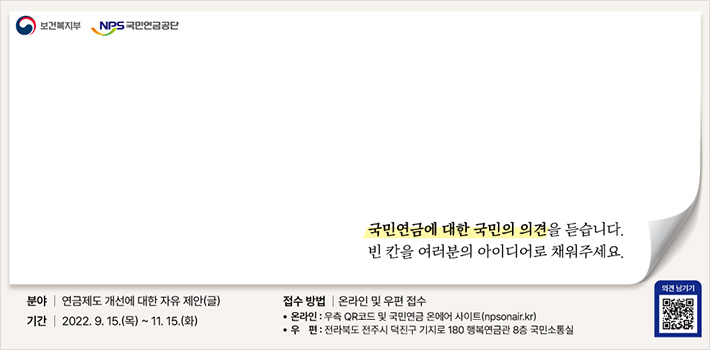 보건복지부 NPS 국민연금공단
국민연금에 대한 국민의 의견을 듣습니다.
빈 칸을 여러분의 아이디어로 채워주세요.
분야 | 연금제도 개선에 대한 자유 제안(글)
기간 | 2022. 9. 15.(목) ~ 11. 15.(화)
접수 방법 | 온라인 및 우편 접수
• 온라인 : 우측 QR코드 및 국민연금 온에어 사이트(npsonair.kr)
• 우 편 : 전라북도 전주시 덕진구 기지로 180 행복연금관 8층 국민소통실
의견 남기기